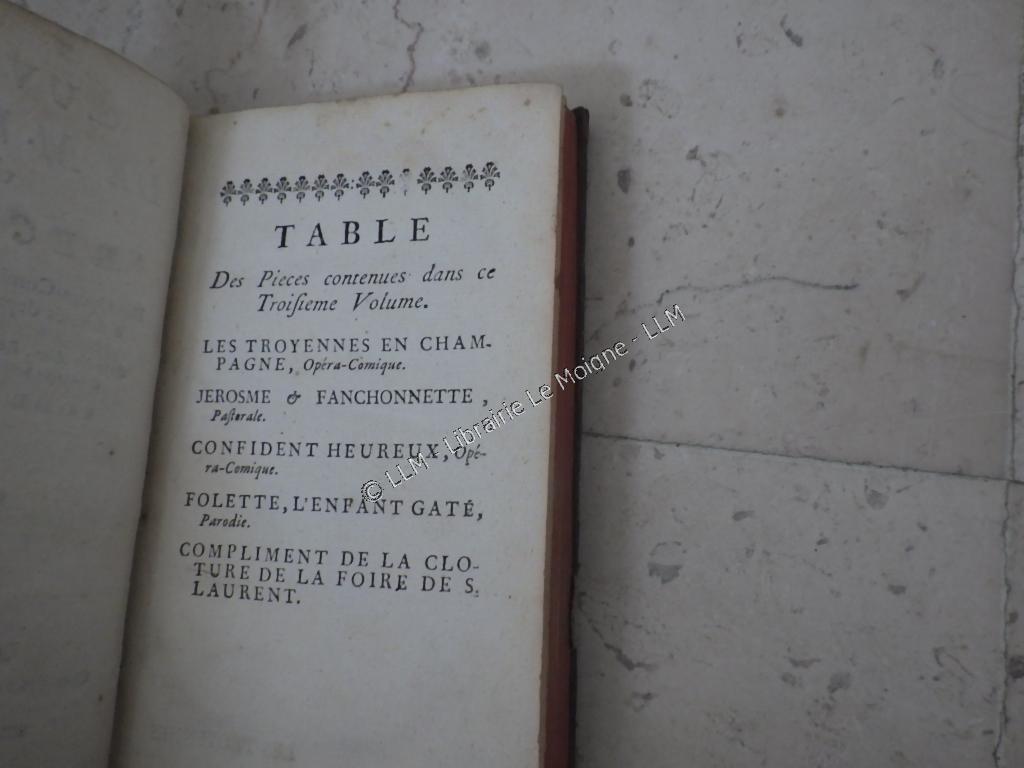 TABLE
Des Pieces contenues dans ce
Troiſieme Volume.
LES TROYENNES EN CHAM-
PAGNE, Opéra-Comique.
JEROSME & FANCHONNETTE,
Paſtorale.
CONFIDENT HEUREUX, Opé-
ra-Comique.
FOLETTE, L'ENFANT GATÉ,
Parodie.
COMPLIMENT DE LA CLO-
TURE DE LA FOIRE DE S.
LAURENT.
© LLM - Librairie Le Moigne - LLM